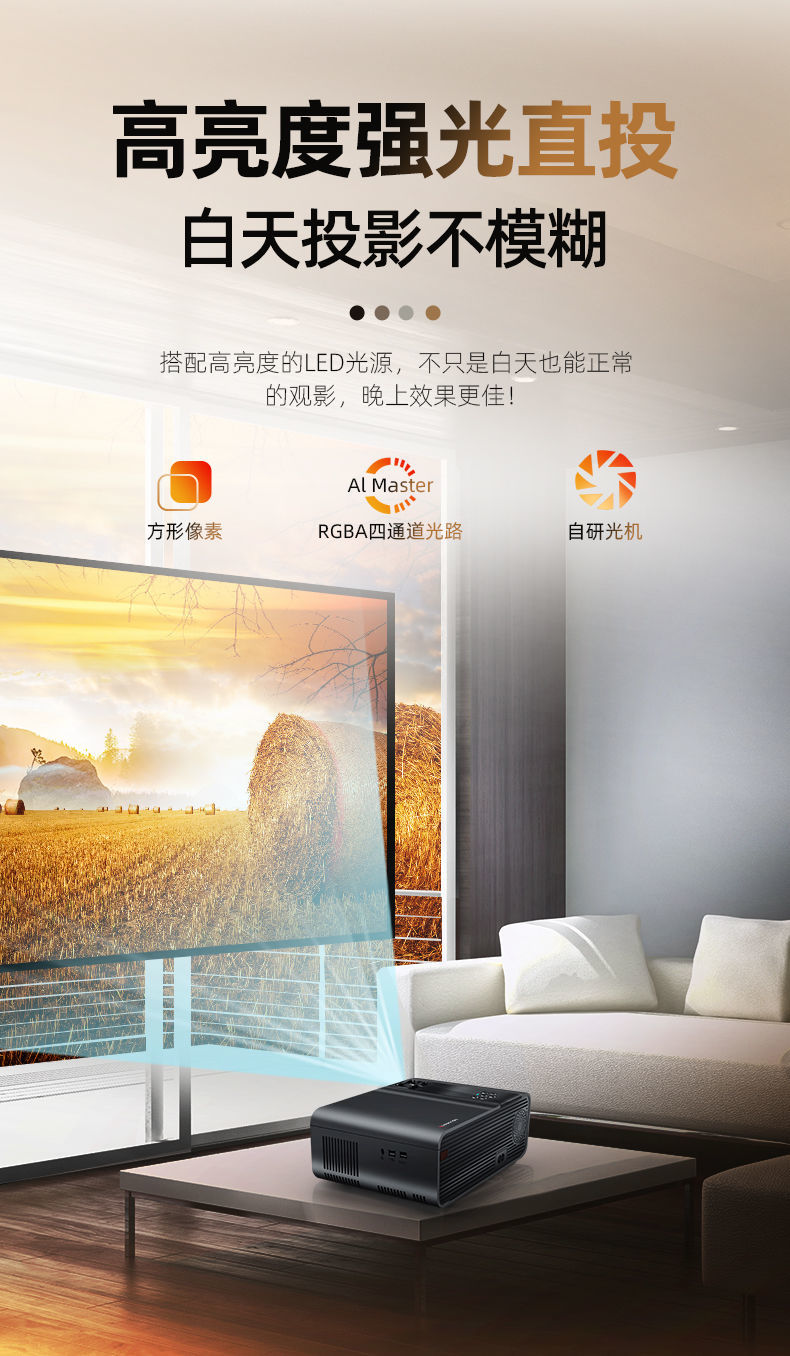 高亮度强光直投
白天投影不模糊
搭配高亮度的LED光源，不只是白天也能正常
的观影，晚上效果更佳！
Al Master
方形像素
RGBA四通道光路
自研光机